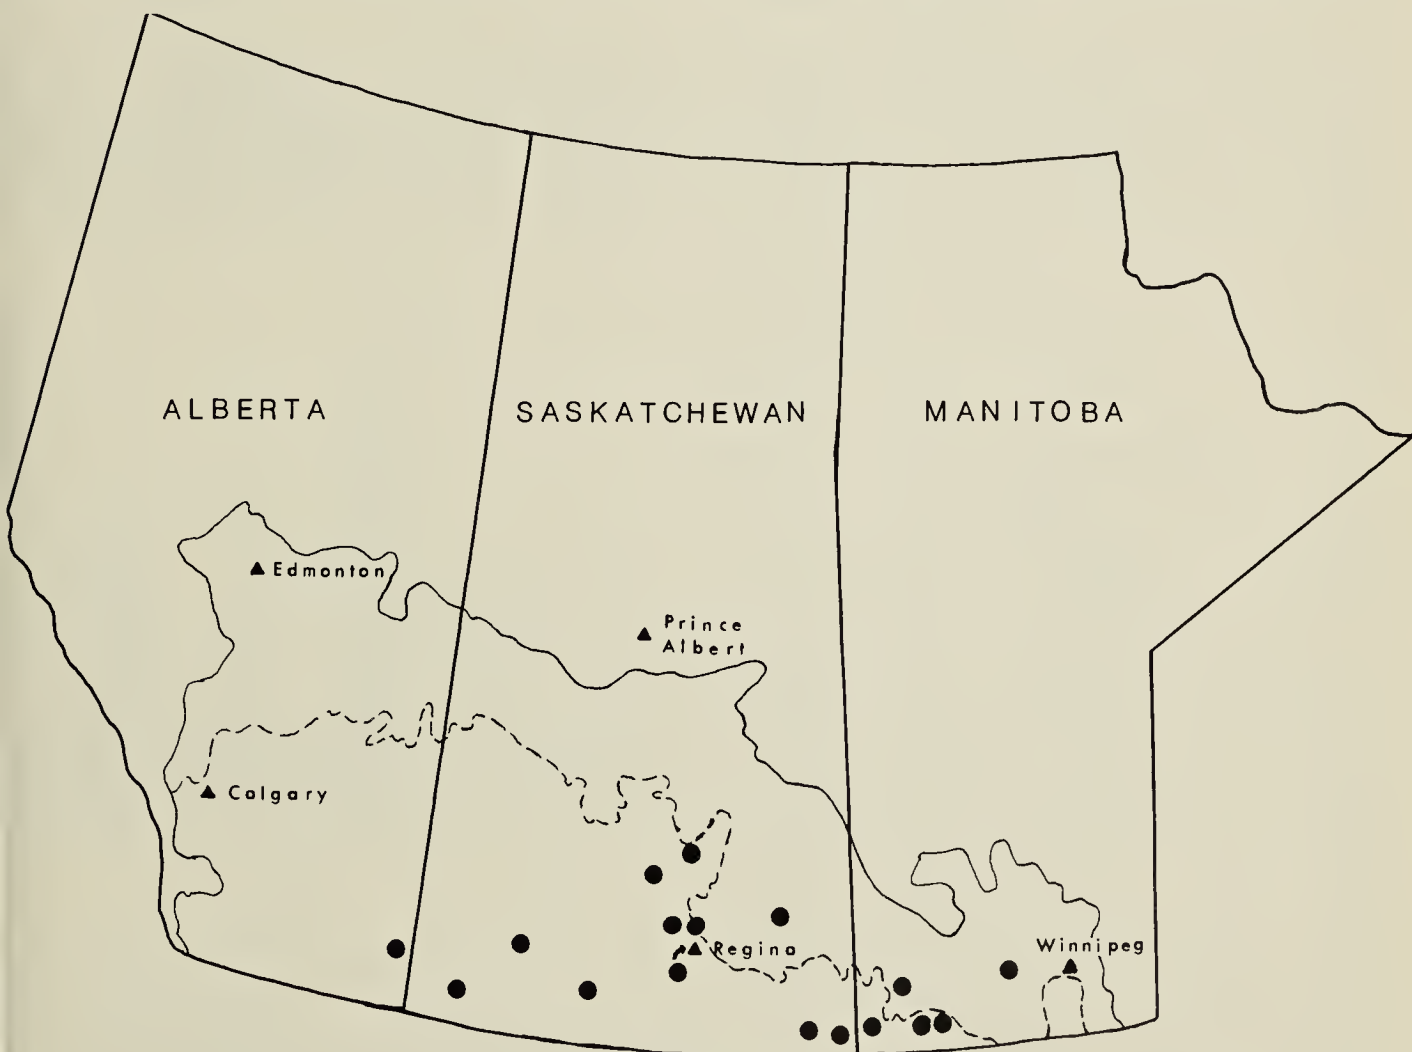 ALBERTA
SASKATCHEWAN
MANITOBA
Edmonton
Prince
Albert
Calgary
Regina
Winnipeg